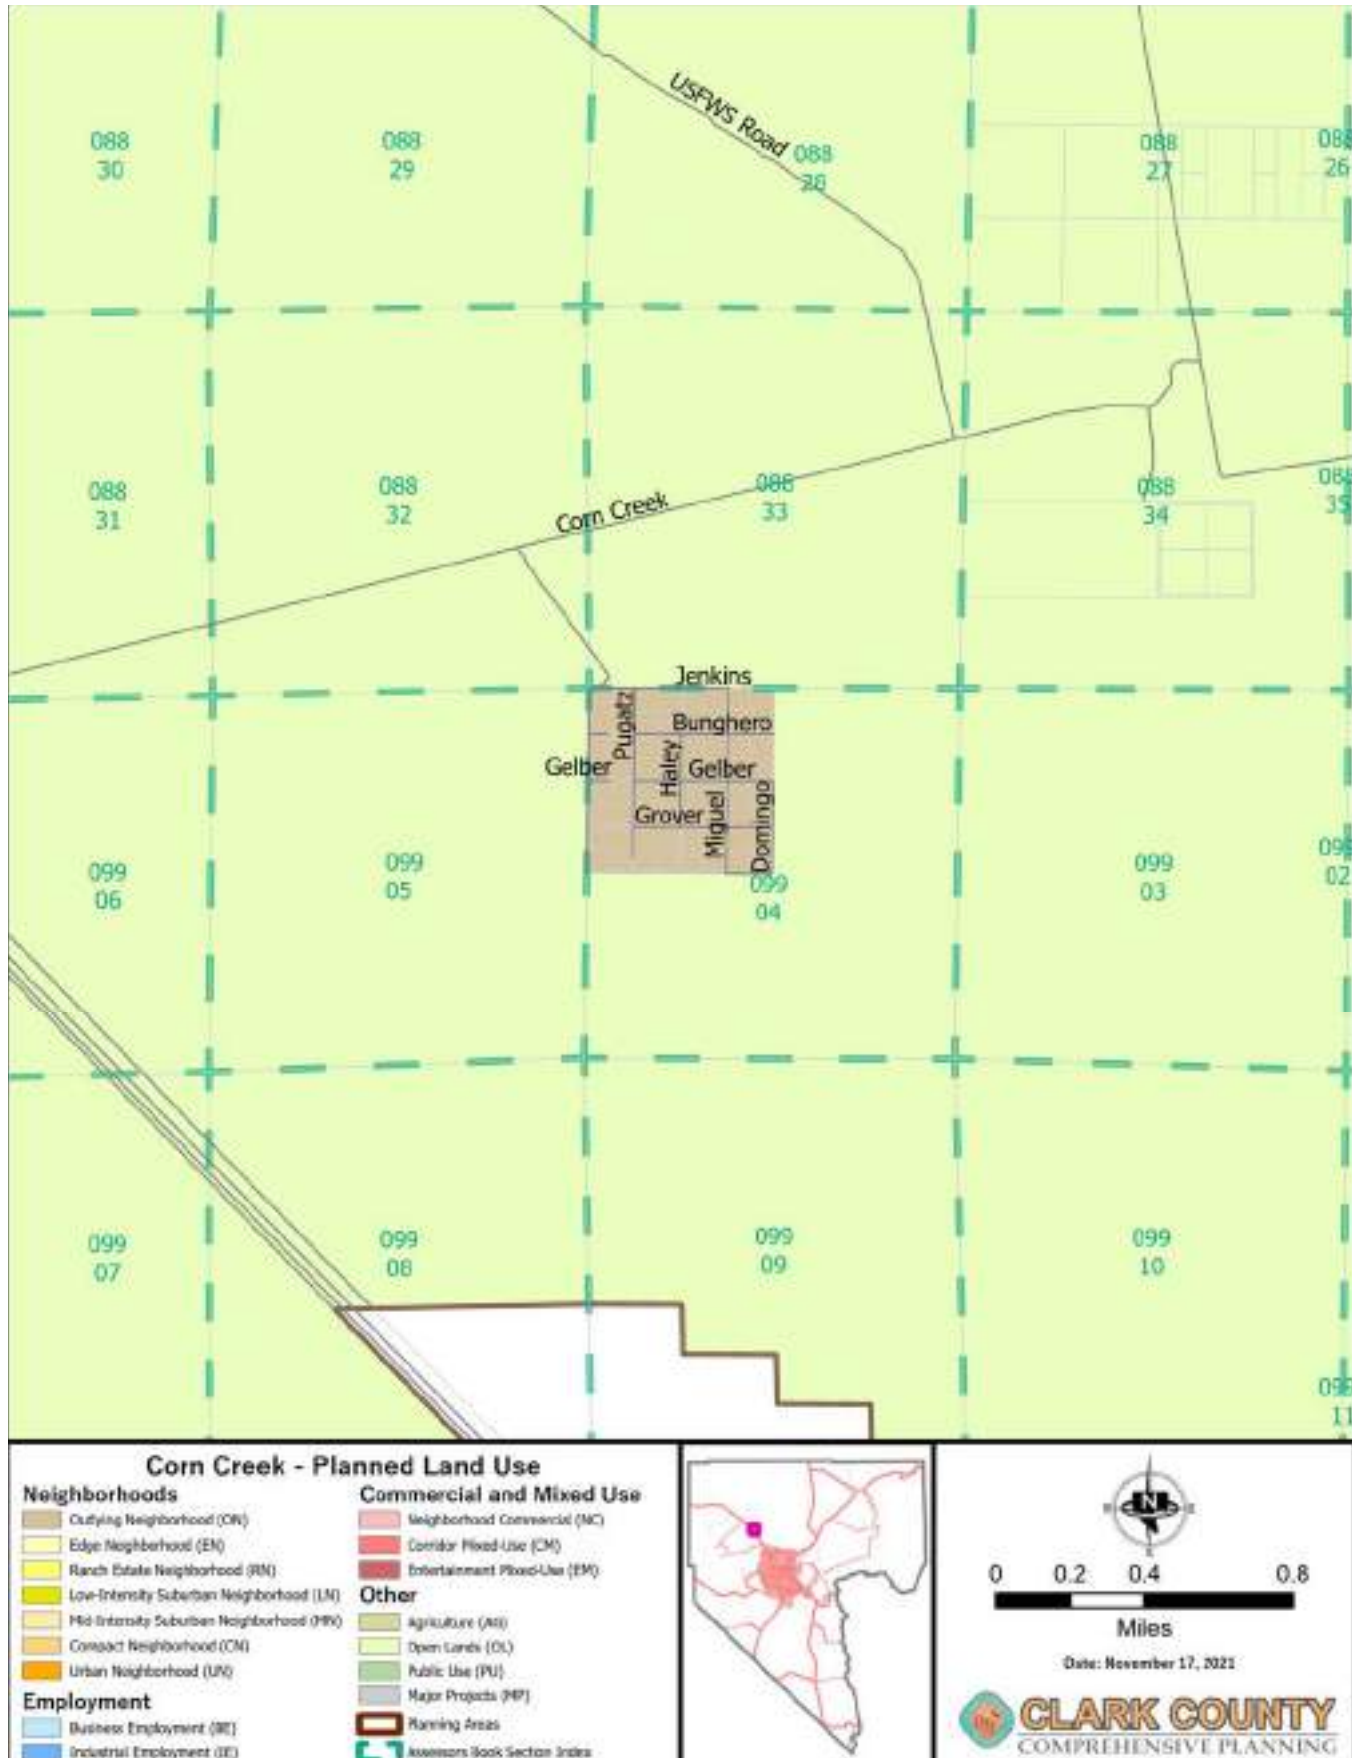 USFWS Road
088
30
088
29
088
28
088
27
088
26
088
31
088
32
Corn Creek
088
33
088
34
088
35
Jenkins
Pugatz
Bunghero
Gelber
Haley
Gelber
Grover
Miguel
Domingo
099
06
099
05
099
04
099
03
099
02
099
07
099
08
099
09
099
10
099
11
Corn Creek - Planned Land Use
Neighborhoods
Outlying Neighborhood (ON)
Edge Neighborhood (EN)
Ranch Estate Neighborhood (RN)
Low-Intensity Suburban Neighborhood (LN)
Mid-Intensity Suburban Neighborhood (MN)
Compact Neighborhood (CN)
Urban Neighborhood (UN)
Employment
Business Employment (BE)
Industrial Employment (IE)
Commercial and Mixed Use
Neighborhood Commercial (NC)
Corridor Mixed-Use (CM)
Entertainment Mixed-Use (EM)
Other
Agriculture (AG)
Open Lands (OL)
Public Use (PU)
Major Projects (MP)
Planning Areas
Assessors Book Section Index
N
0 0.2 0.4 0.8
Miles
Date: November 17, 2021
CLARK COUNTY
COMPREHENSIVE PLANNING